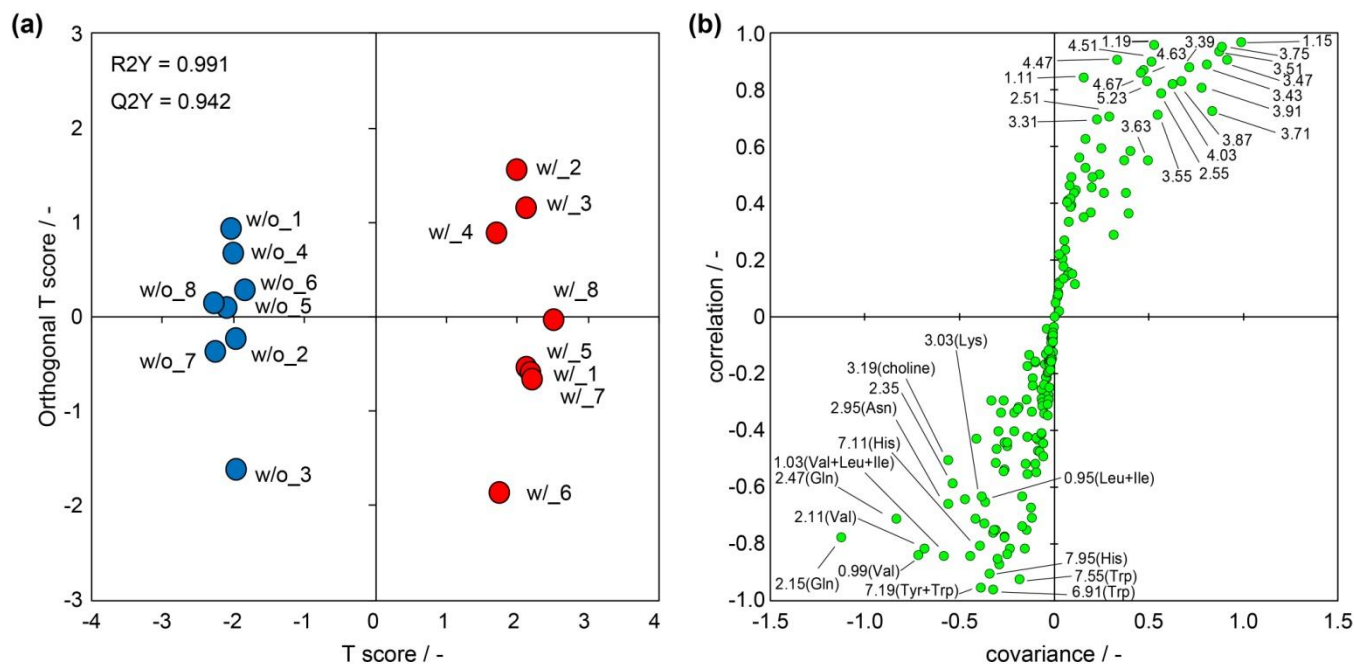 (a)
3
2
1
0
-1
-2
-3
Orthogonal T score / -
R2Y = 0.991
Q2Y = 0.942
w/_2
w/_3
w/o_1
w/_4
w/o_4
w/o_6
w/o_8
w/_8
w/o_5
w/o_2
w/o_7
w/_5
w/_1
w/_7
w/o_3
w/_6
-4 -3 -2 -1 0 1 2 3 4
T score / -
(b)
1.0
0.8
0.6
0.4
0.2
0
-0.2
-0.4
-0.6
-0.8
-1.0
correlation / -
1.19
3.39
1.15
4.51
4.63
3.75
4.47
3.51
1.11
4.67
3.47
2.51
5.23
3.43
3.91
3.31
3.63
3.71
3.87
4.03
3.55
2.55
3.03(Lys)
3.19(choline)
2.35
2.95(Asn)
7.11(His)
1.03(Val+Leu+Ile)
0.95(Leu+Ile)
2.47(Gln)
2.11(Val)
0.99(Val)
7.95(His)
2.15(Gln)
7.55(Trp)
7.19(Tyr+Trp)
6.91(Trp)
-1.5 -1.0 -0.5 0 0.5 1.0 1.5
covariance / -